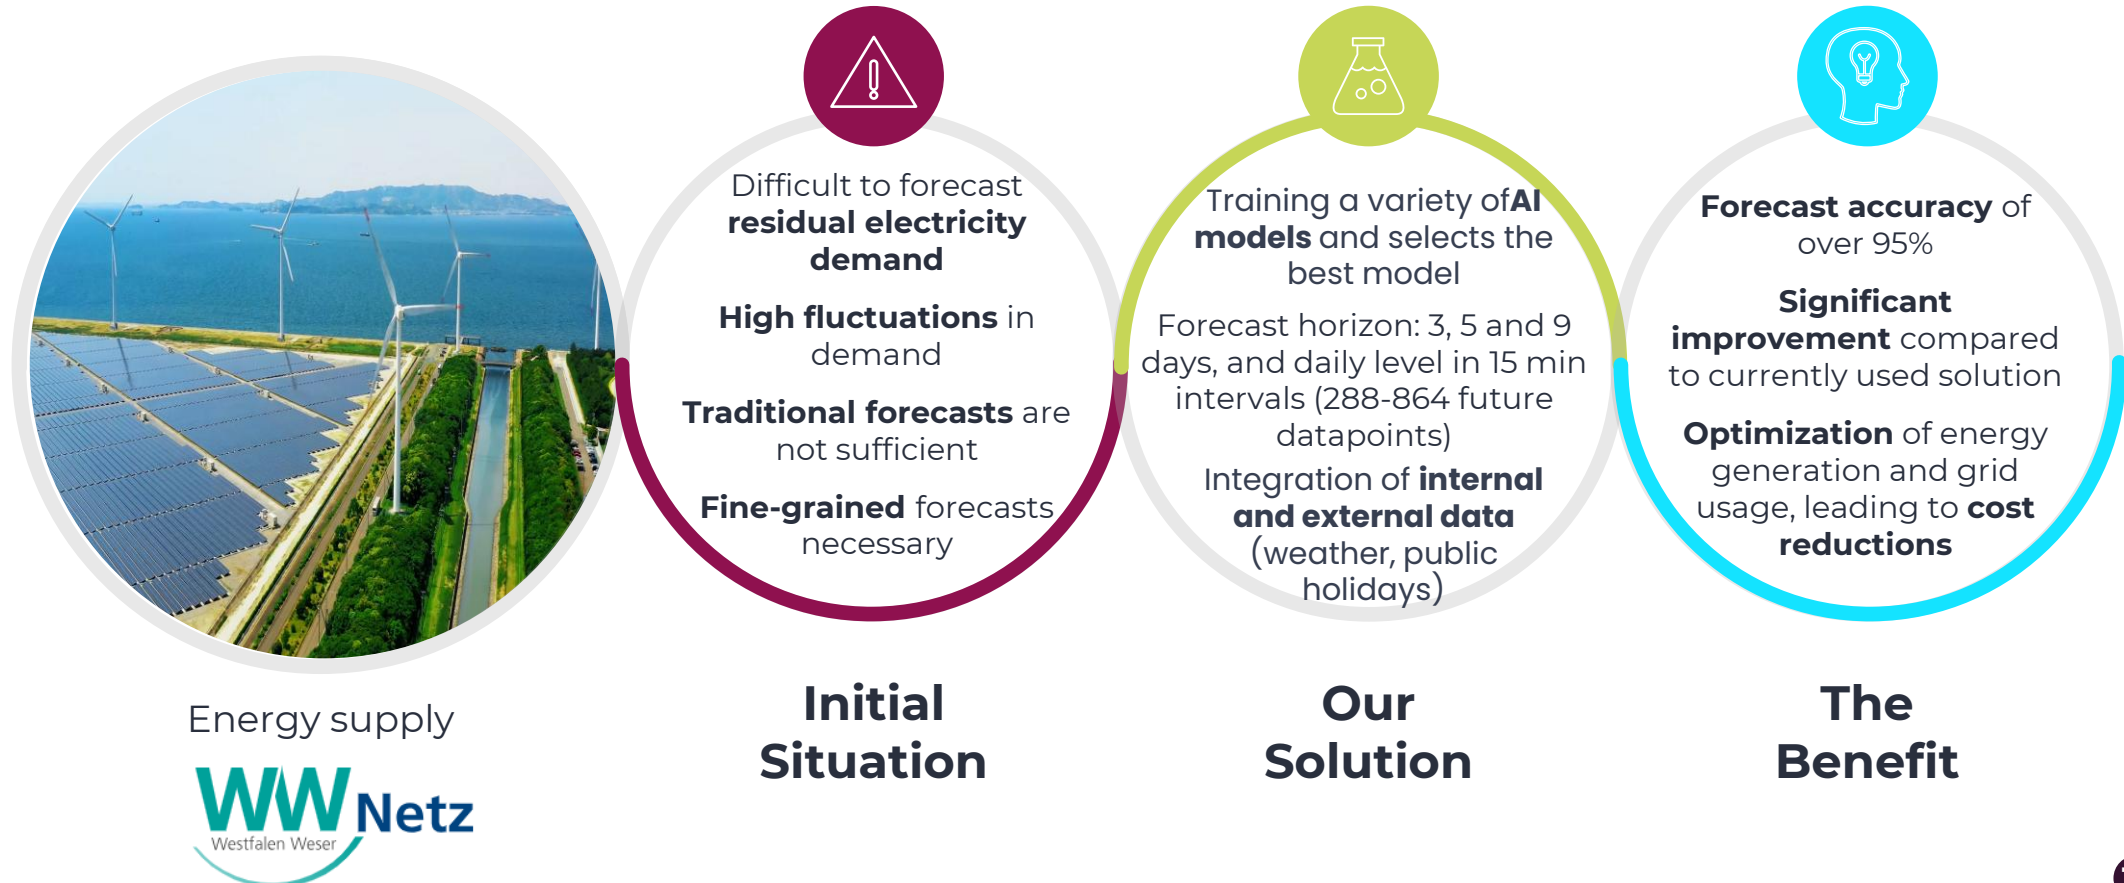 Energy supply
WW Netz
Westfalen Weser
Difficult to forecast
residual electricity
demand
High fluctuations in
demand
Traditional forecasts are
not sufficient
Fine-grained forecasts
necessary
Initial
Situation
Training a variety ofAI
models and selects the
best model
Forecast horizon: 3, 5 and 9
days, and daily level in 15 min
intervals (288-864 future
datapoints)
Integration of internal
and external data
(weather, public
holidays)
Our
Solution
Forecast accuracy of
over 95%
Significant
improvement compared
to currently used solution
Optimization of energy
generation and grid
usage, leading to cost
reductions
The
Benefit